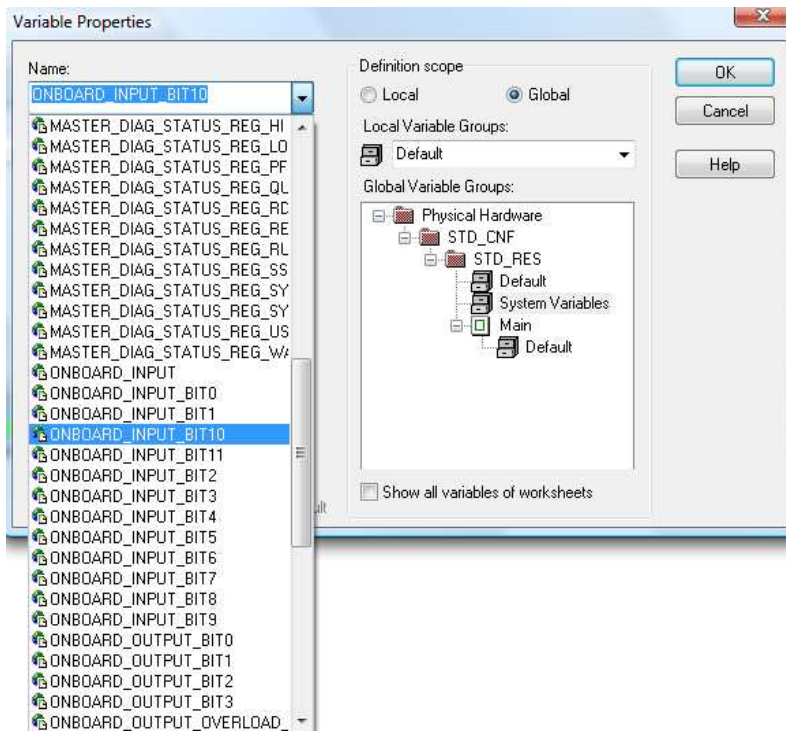 Variable Properties
Name:
ONBOARD_INPUT_BIT10
MASTER_DIAG_STATUS_REG_HI
MASTER_DIAG_STATUS_REG_LO
MASTER_DIAG_STATUS_REG_PF
MASTER_DIAG_STATUS_REG_QU
MASTER_DIAG_STATUS_REG_RD
MASTER_DIAG_STATUS_REG_RE
MASTER_DIAG_STATUS_REG_RU
MASTER_DIAG_STATUS_REG_SS
MASTER_DIAG_STATUS_REG_SY
MASTER_DIAG_STATUS_REG_SY
MASTER_DIAG_STATUS_REG_US
MASTER_DIAG_STATUS_REG_WA
ONBOARD_INPUT
ONBOARD_INPUT_BIT0
ONBOARD_INPUT_BIT1
ONBOARD_INPUT_BIT10
ONBOARD_INPUT_BIT11
ONBOARD_INPUT_BIT2
ONBOARD_INPUT_BIT3
ONBOARD_INPUT_BIT4
ONBOARD_INPUT_BIT5
ONBOARD_INPUT_BIT6
ONBOARD_INPUT_BIT7
ONBOARD_INPUT_BIT8
ONBOARD_INPUT_BIT9
ONBOARD_OUTPUT_BIT0
ONBOARD_OUTPUT_BIT1
ONBOARD_OUTPUT_BIT2
ONBOARD_OUTPUT_BIT3
ONBOARD_OUTPUT_OVERLOAD_
Definition scope
Local Global
Local Variable Groups:
Default
Global Variable Groups:
Physical Hardware
STD_CNF
STD_RES
Default
System Variables
Main
Default
Show all variables of worksheets
OK
Cancel
Help